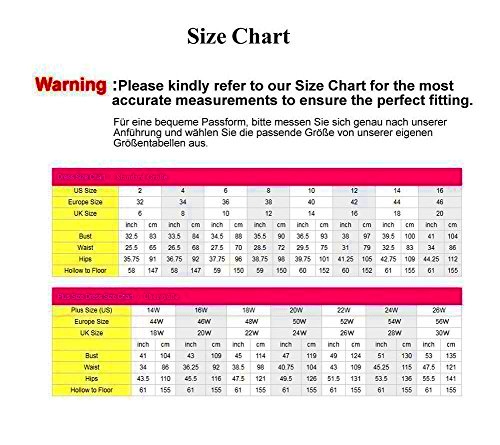 Size Chart
Warning :Please kindly refer to our Size Chart for the most
accurate measurements to ensure the perfect fitting.
Für eine bequeme Passform, bitte messen Sie sich genau nach unserer
Anführung und wählen Sie die passende Größe von unserer eigenen
Größentabellen aus.
US Size 2 4 6 8 10 12 14 16
Europe Size 32 34 36 38 40 42 44 46
UK Size 6 8 10 12 14 16 18 20
inch cm inch cm inch cm inch cm inch cm inch cm inch cm inch cm
Bust 32.5 83 33.5 84 34.5 88 35.5 90 36.5 93 38 97 39.5 100 41 104
Waist 25.5 65 26.5 68 27.5 70 28.5 72 29.5 75 31 79 32.5 83 34 86
Hips 35.75 91 36.75 92 37.75 96 38.75 98 39.75 101 41.25 105 42.75 109 44.25 112
Hollow to Floor 58 147 58 147 59 150 59 150 60 152 60 152 61 155 61 155
Plus Size (US) 14W 16W 18W 20W 22W 24W 26W
Europe Size 44W 46W 48W 50W 52W 54W 56W
UK Size 18W 20W 22W 24W 26W 28W 30W
inch cm inch cm inch cm inch cm inch cm inch cm inch cm
Bust 41 104 43 109 45 114 47 119 49 124 51 130 53 135
Waist 34 86 36.25 92 38.5 98 40.75 104 43 109 45.25 115 47.5 121
Hips 43.5 110 45.5 116 47.5 121 49.5 126 51.5 131 53.5 136 55.5 141
Hollow to Floor 61 155 61 155 61 155 61 155 61 155 61 155 61 155